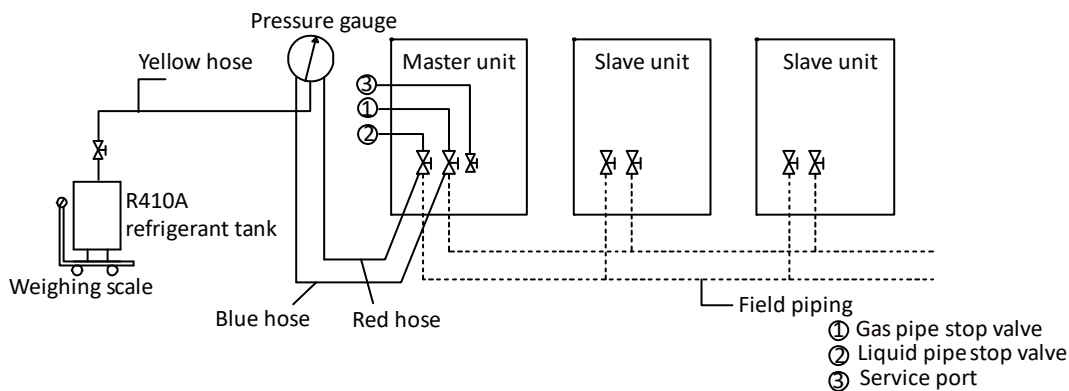 Pressure gauge
Yellow hose
Master unit
Slave unit
Slave unit
③
①
②
R410A
refrigerant tank
Weighing scale
Blue hose
Red hose
Field piping
① Gas pipe stop valve
② Liquid pipe stop valve
③ Service port